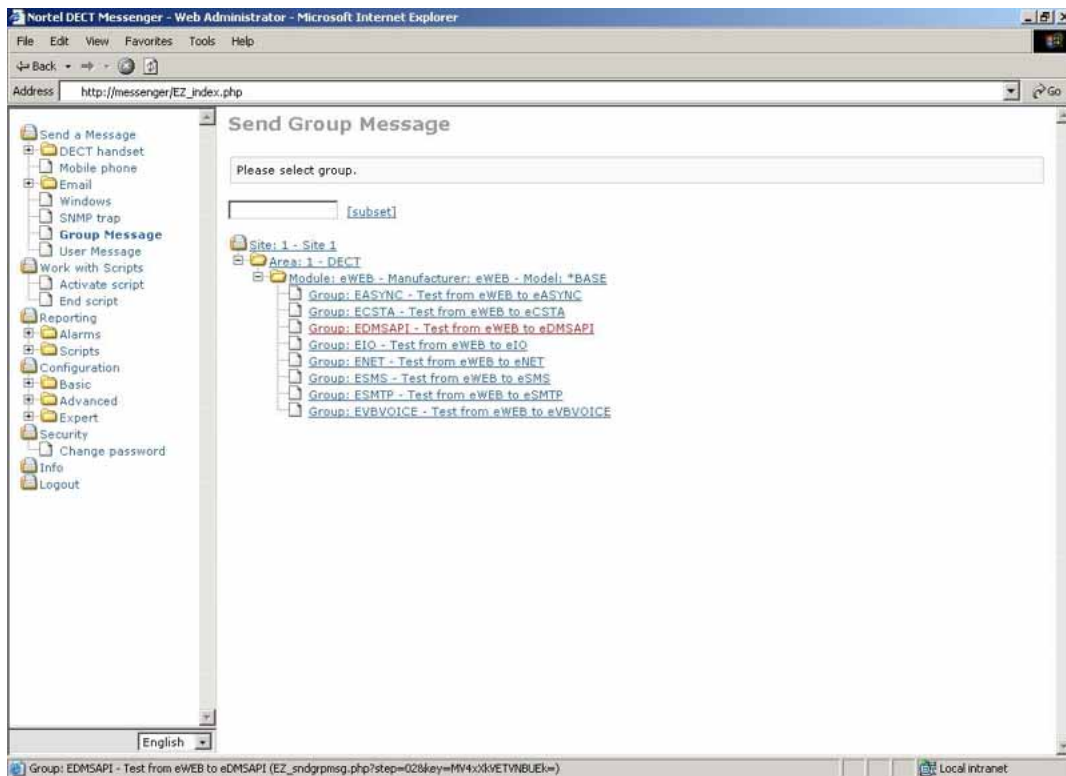 Nortel DECT Messenger - Web Administrator - Microsoft Internet Explorer
File Edit View Favorites Tools Help
Back
Address http://messenger/EZ_index.php Go
Send a Message
DECT handset
Mobile phone
Email
Windows
SNMP trap
Group Message
User Message
Work with Scripts
Activate script
End script
Reporting
Alarms
Scripts
Configuration
Basic
Advanced
Expert
Security
Change password
Info
Logout
English
Send Group Message
Please select group.
[subset]
Site: 1 - Site 1
Area: 1 - DECT
Module: eWEB - Manufacturer: eWEB - Model: *BASE
Group: EASYNC - Test from eWEB to eASYNC
Group: ECSTA - Test from eWEB to eCSTA
Group: EDMSAPI - Test from eWEB to eDMSAPI
Group: EIO - Test from eWEB to eIO
Group: ENET - Test from eWEB to eNET
Group: ESMS - Test from eWEB to eSMS
Group: ESMTP - Test from eWEB to eSMTP
Group: EVBVOICE - Test from eWEB to eVBVOICE
Group: EDMSAPI - Test from eWEB to eDMSAPI Local intranet